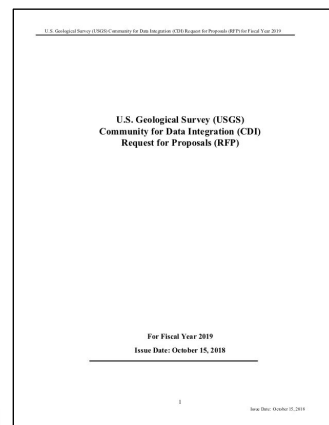 U.S. Geological Survey (USGS) Community for Data Integration (CDI) Request for Proposals (RFP) for Fiscal Year 2019
U.S. Geological Survey (USGS)
Community for Data Integration (CDI)
Request for Proposals (RFP)
For Fiscal Year 2019
Issue Date: October 15, 2018
1
Issue Date: October 15, 2018